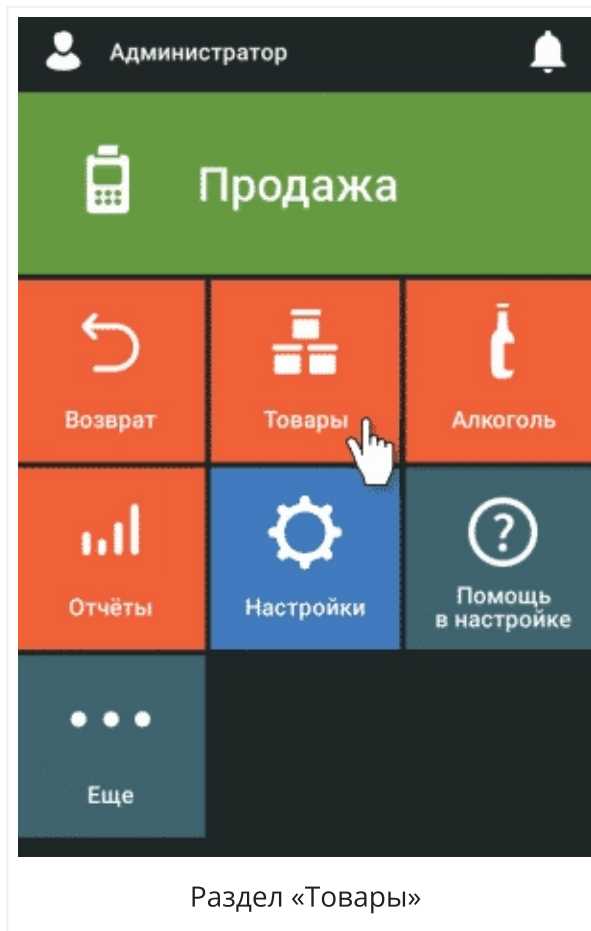 Администратор
Продажа
Возврат
Товары
Алкоголь
Отчёты
Настройки
Помощь
в настройке
Еще
Раздел «Товары»